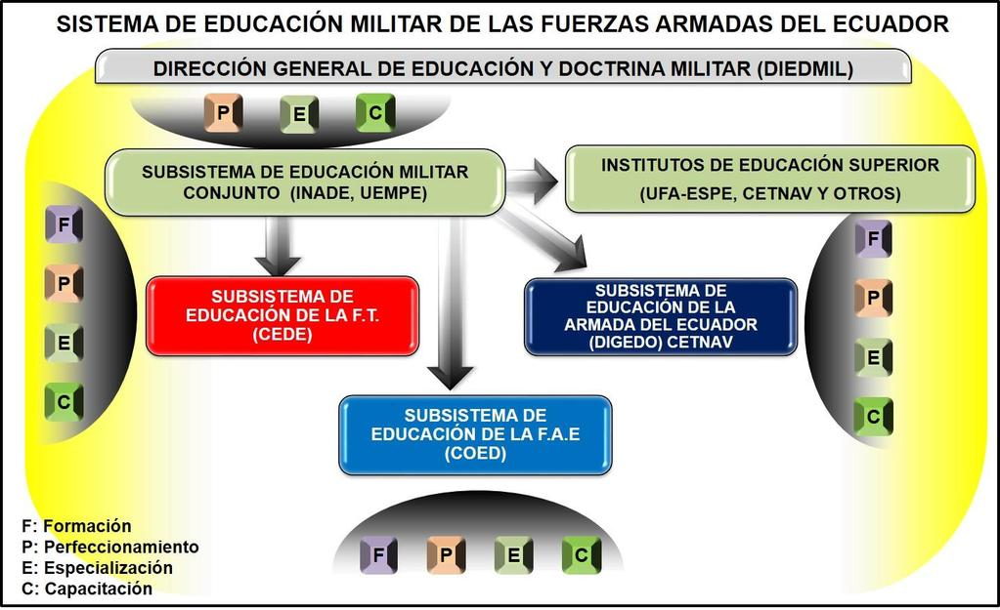 SISTEMA DE EDUCACIÓN MILITAR DE LAS FUERZAS ARMADAS DEL ECUADOR
DIRECCIÓN GENERAL DE EDUCACIÓN Y DOCTRINA MILITAR (DIEDMIL)
P E C
SUBSISTEMA DE EDUCACIÓN MILITAR
CONJUNTO (INADE, UEMPE)
INSTITUTOS DE EDUCACIÓN SUPERIOR
(UFA-ESPE, CETNAV Y OTROS)
F
P
E
C
SUBSISTEMA DE
EDUCACIÓN DE LA F.T.
(CEDE)
SUBSISTEMA DE
EDUCACIÓN DE LA
ARMADA DEL ECUADOR
(DIGEDO) CETNAV
F
P
E
C
SUBSISTEMA DE
EDUCACIÓN DE LA F.A.E
(COED)
F P E C
F: Formación
P: Perfeccionamiento
E: Especialización
C: Capacitación